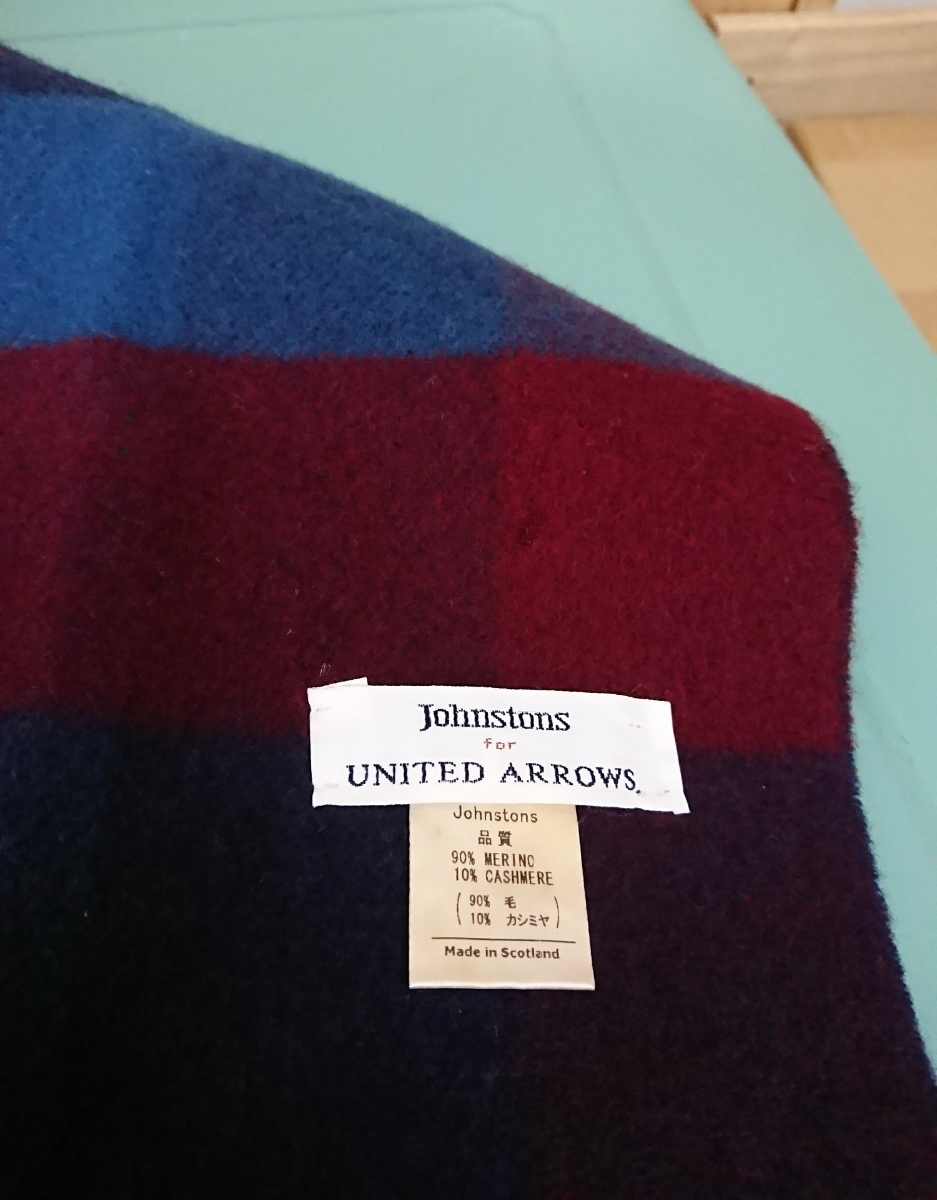 Johnstons
for
UNITED ARROWS.
Johnstons
品質
90% MERINO
10% CASHMERE
( 90% 毛 )
( 10% カシミヤ )
Made in Scotland